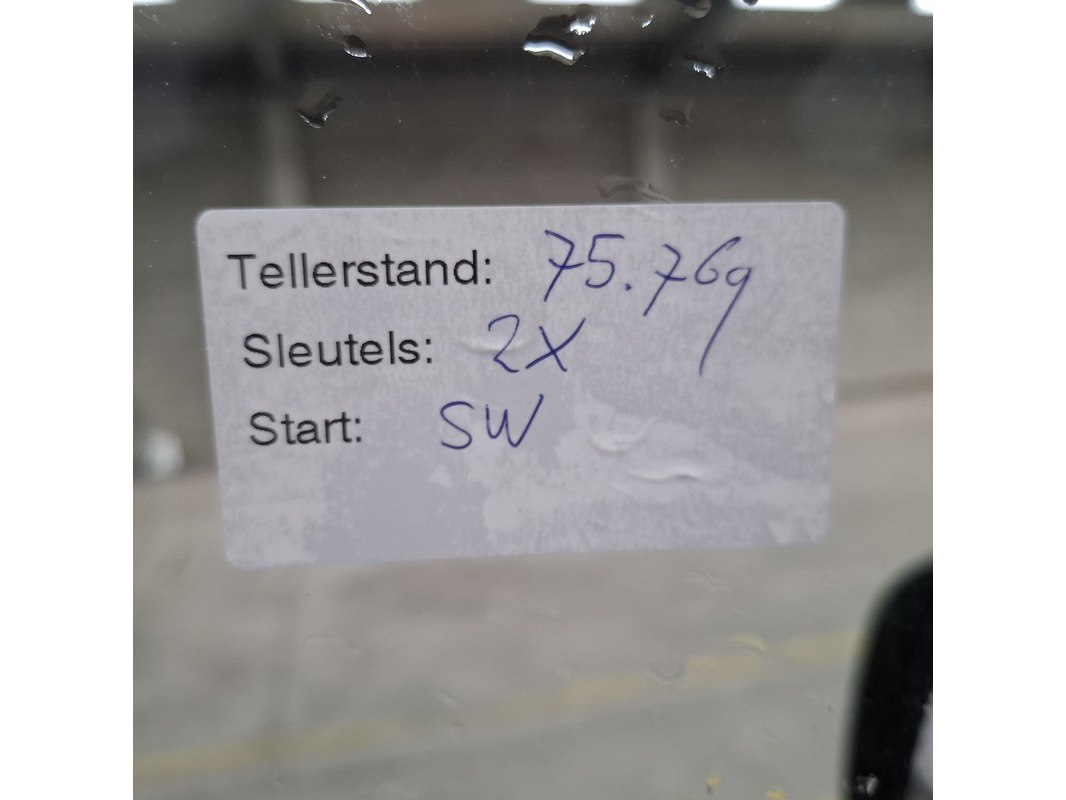 Tellerstand: 75.769
Sleutels: 2x
Start: SW